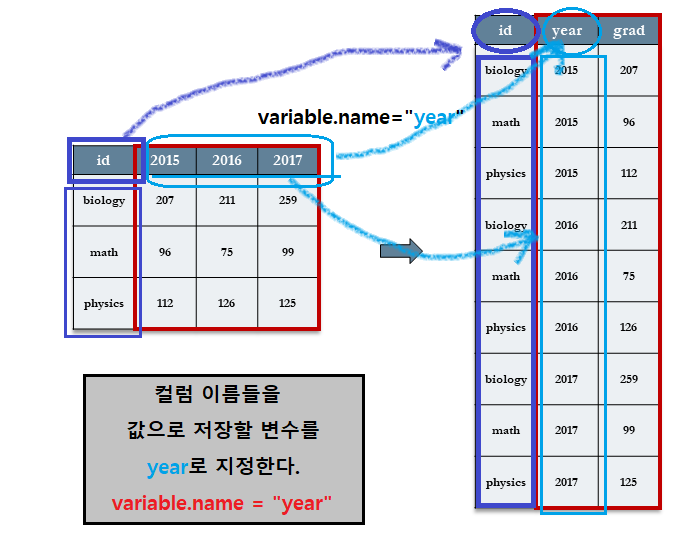 variable.name="year"
id 2015 2016 2017
biology 207 211 259
math 96 75 99
physics 112 126 125
컬럼 이름들을
값으로 저장할 변수를
year로 지정한다.
variable.name = "year"
id year grad
biology 2015 207
math 2015 96
physics 2015 112
biology 2016 211
math 2016 75
physics 2016 126
biology 2017 259
math 2017 99
physics 2017 125